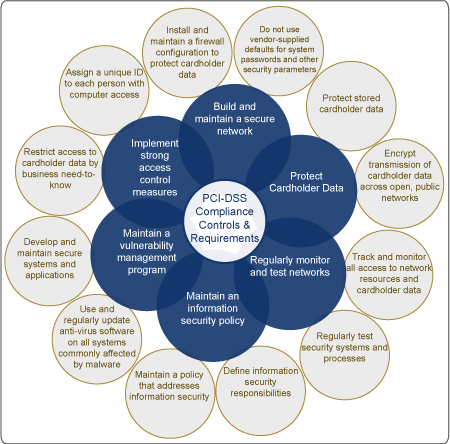 Install and
maintain a firewall
configuration to
protect cardholder
data
Do not use
vendor-supplied
defaults for system
passwords and other
security parameters
Protect stored
cardholder data
Encrypt
transmission of
cardholder data
across open, public
networks
Track and monitor
all access to network
resources and
cardholder data
Regularly test
security systems and
processes
Define information
security
responsibilities
Maintain a policy
that addresses
information security
Use and
regularly update
anti-virus software
on all systems
commonly affected
by malware
Develop and
maintain secure
systems and
applications
Restrict access to
cardholder data by
business need-to-
know
Assign a unique ID
to each person with
computer access
Build and
maintain a secure
network
Protect
Cardholder Data
Regularly monitor
and test networks
Maintain an
information
security policy
Maintain a
vulnerability
management
program
Implement
strong
access
control
measures
PCI-DSS
Compliance
Controls &
Requirements